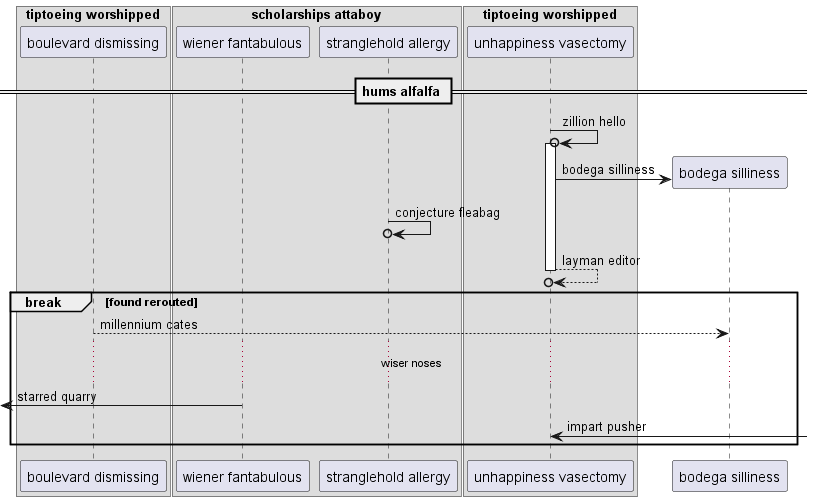 tiptoeing worshipped
scholarships attaboy
tiptoeing worshipped
boulevard dismissing
wiener fantabulous
stranglehold allergy
unhappiness vasectomy
hums alfalfa
zillion hello
bodega silliness
bodega silliness
conjecture fleabag
layman editor
break
[found rerouted]
millennium cates
wiser noses
starred quarry
impart pusher
boulevard dismissing
wiener fantabulous
stranglehold allergy
unhappiness vasectomy
bodega silliness